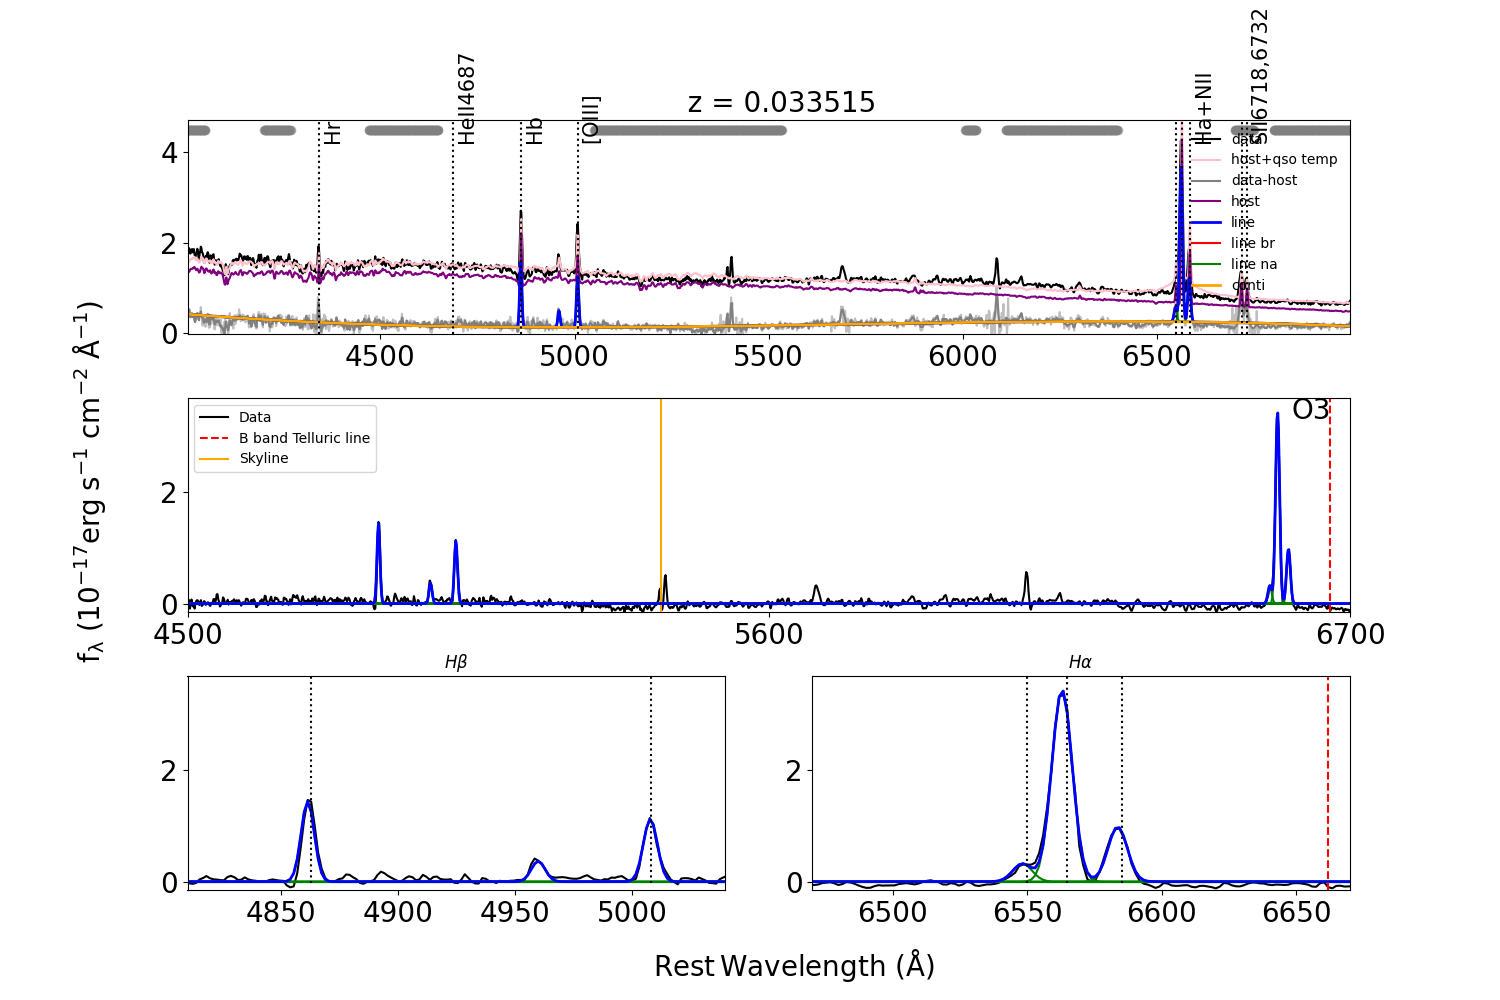 z = 0.033515
Hr
HeII4687
Hb
[OIII]
Ha+NII
SII6718,6732
data
host+qso temp
data-host
host
line
line br
line na
conti
4
2
0
4500
5000
5500
6000
6500
fλ (10−17erg s−1 cm−2 Å−1)
Data
B band Telluric line
Skyline
O3
2
0
4500
5600
6700
Hβ
2
0
4850
4900
4950
5000
Hα
2
0
6500
6550
6600
6650
Rest Wavelength (Å)